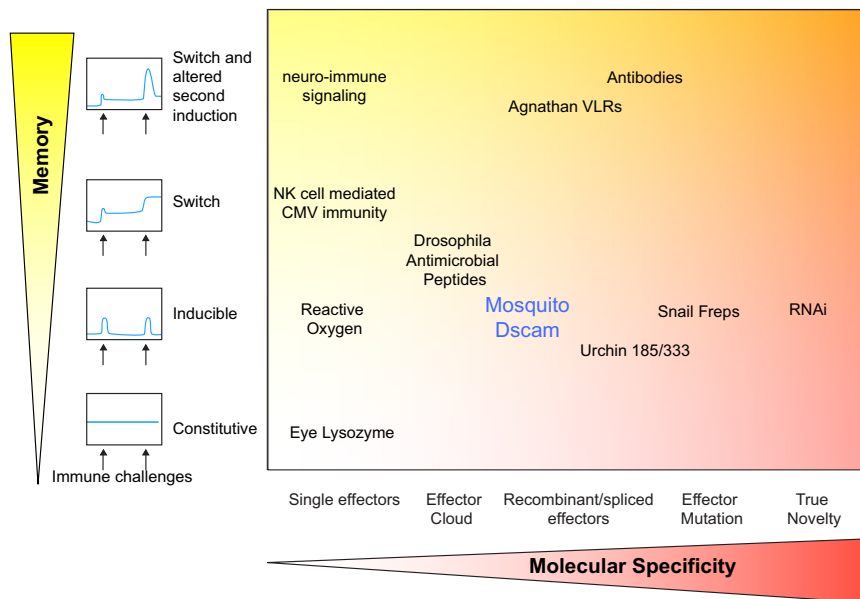 Memory
Switch and
altered
second
induction
Switch
Inducible
Constitutive
Immune challenges
neuro-immune
signaling
Antibodies
Agnathan VLRs
NK cell mediated
CMV immunity
Drosophila
Antimicrobial
Peptides
Reactive
Oxygen
Mosquito
Dscam
Snail Freps
RNAi
Urchin 185/333
Eye Lysozyme
Single effectors
Effector
Cloud
Recombinant/spliced
effectors
Effector
Mutation
True
Novelty
Molecular Specificity